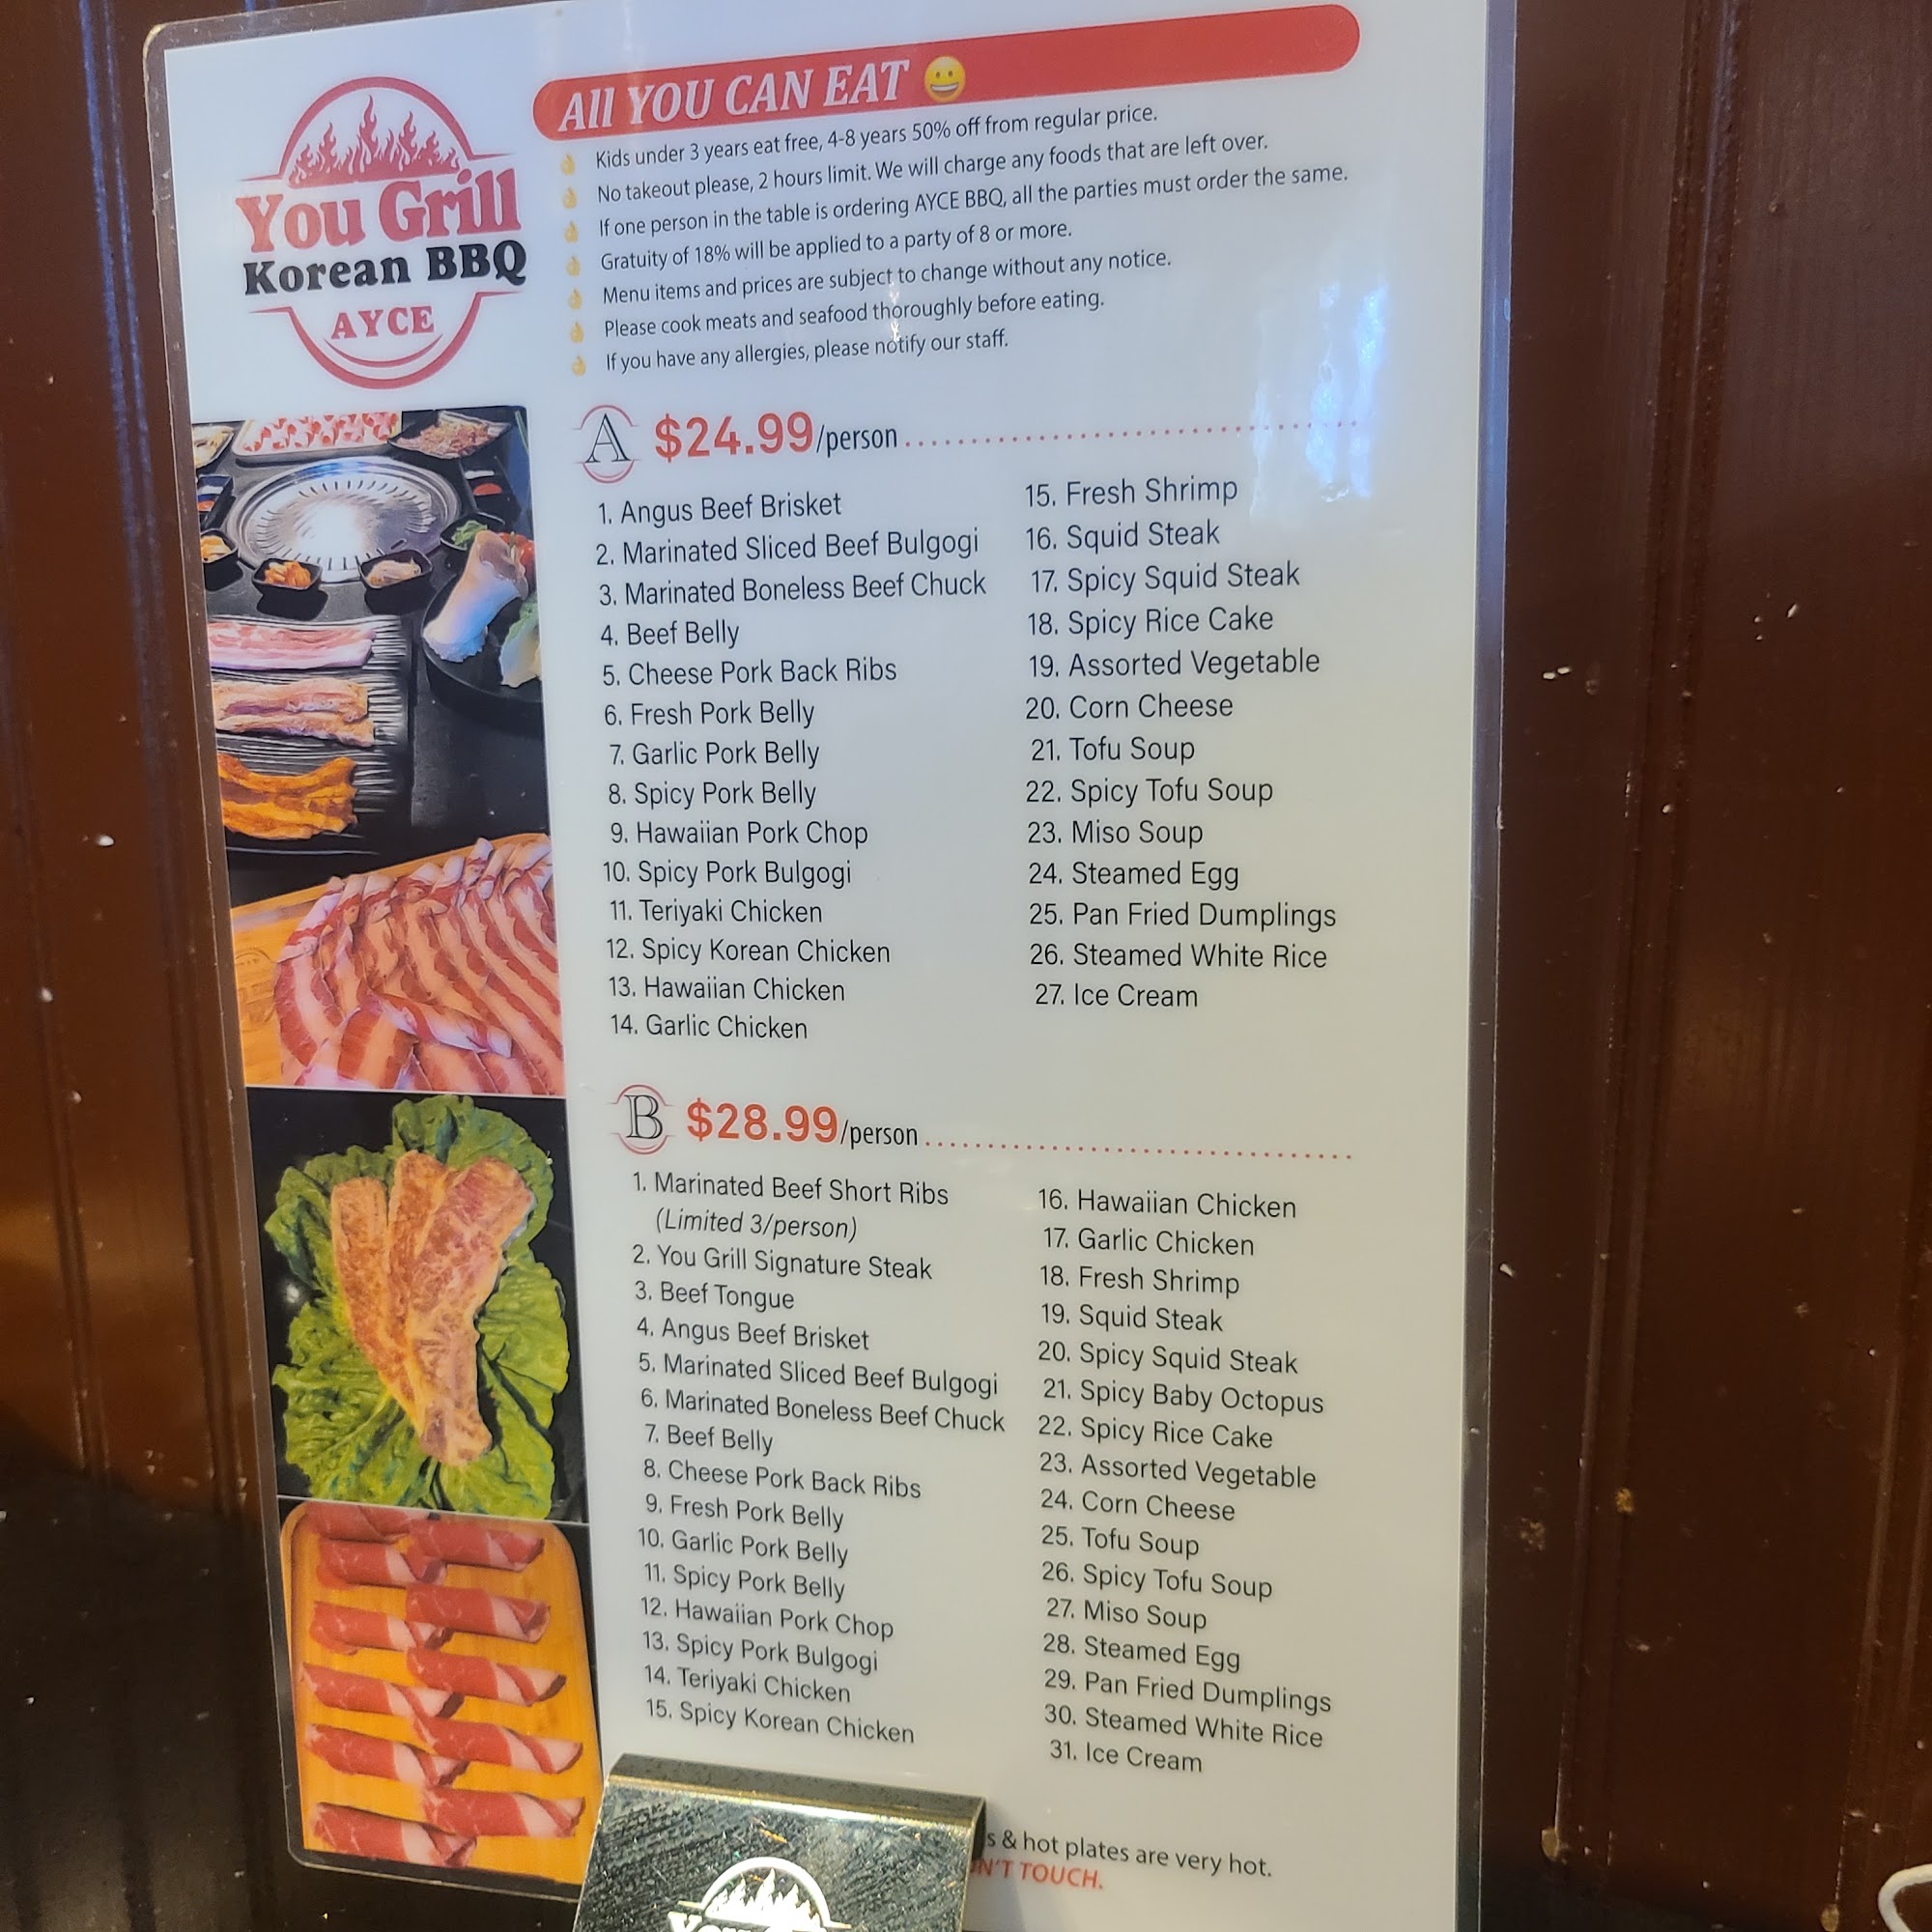 You Grill
Korean BBQ
AYCE
All YOU CAN EAT 😀
👌 Kids under 3 years eat free, 4-8 years 50% off from regular price.
👌 No takeout please, 2 hours limit. We will charge any foods that are left over.
👌 If one person in the table is ordering AYCE BBQ, all the parties must order the same.
👌 Gratuity of 18% will be applied to a party of 8 or more.
👌 Menu items and prices are subject to change without any notice.
👌 Please cook meats and seafood thoroughly before eating.
👌 If you have any allergies, please notify our staff.
A $24.99/person
1. Angus Beef Brisket
2. Marinated Sliced Beef Bulgogi
3. Marinated Boneless Beef Chuck
4. Beef Belly
5. Cheese Pork Back Ribs
6. Fresh Pork Belly
7. Garlic Pork Belly
8. Spicy Pork Belly
9. Hawaiian Pork Chop
10. Spicy Pork Bulgogi
11. Teriyaki Chicken
12. Spicy Korean Chicken
13. Hawaiian Chicken
14. Garlic Chicken
15. Fresh Shrimp
16. Squid Steak
17. Spicy Squid Steak
18. Spicy Rice Cake
19. Assorted Vegetable
20. Corn Cheese
21. Tofu Soup
22. Spicy Tofu Soup
23. Miso Soup
24. Steamed Egg
25. Pan Fried Dumplings
26. Steamed White Rice
27. Ice Cream
B $28.99/person
1. Marinated Beef Short Ribs
(Limited 3/person)
2. You Grill Signature Steak
3. Beef Tongue
4. Angus Beef Brisket
5. Marinated Sliced Beef Bulgogi
6. Marinated Boneless Beef Chuck
7. Beef Belly
8. Cheese Pork Back Ribs
9. Fresh Pork Belly
10. Garlic Pork Belly
11. Spicy Pork Belly
12. Hawaiian Pork Chop
13. Spicy Pork Bulgogi
14. Teriyaki Chicken
15. Spicy Korean Chicken
16. Hawaiian Chicken
17. Garlic Chicken
18. Fresh Shrimp
19. Squid Steak
20. Spicy Squid Steak
21. Spicy Baby Octopus
22. Spicy Rice Cake
23. Assorted Vegetable
24. Corn Cheese
25. Tofu Soup
26. Spicy Tofu Soup
27. Miso Soup
28. Steamed Egg
29. Pan Fried Dumplings
30. Steamed White Rice
31. Ice Cream
& hot plates are very hot.
TOUCH.